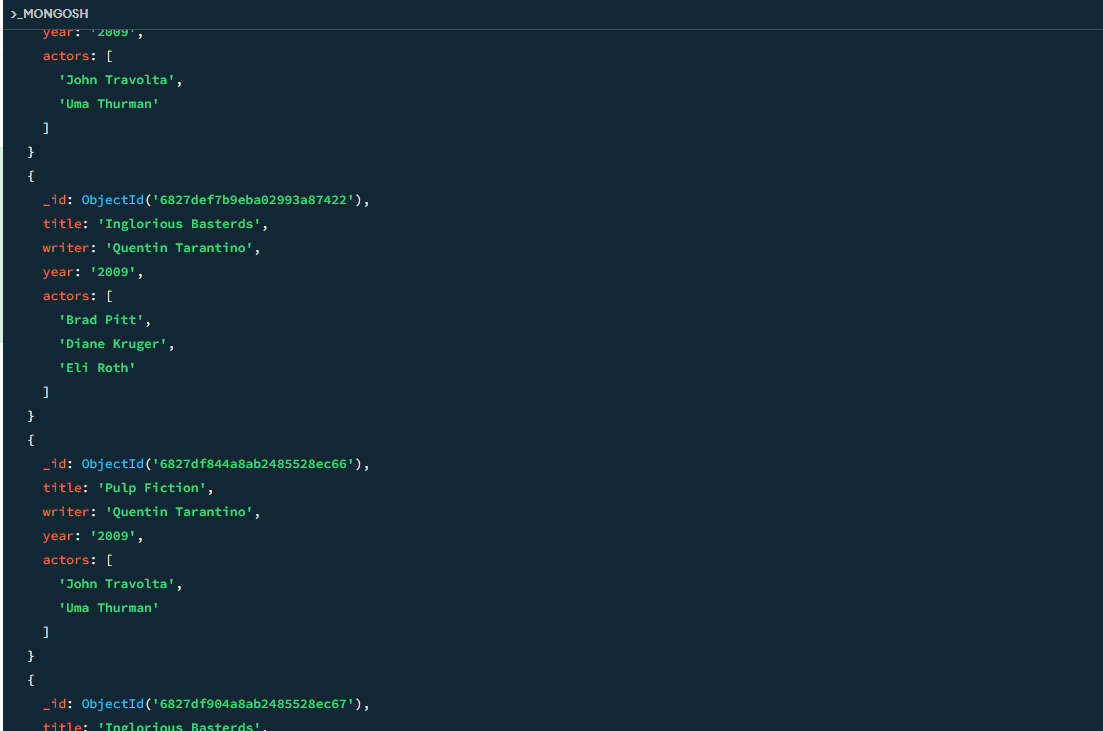 >_MONGOSH
year: '2009',
actors: [
'John Travolta',
'Uma Thurman'
]
}
{
_id: ObjectId('6827def7b9eba02993a87422'),
title: 'Inglorious Basterds',
writer: 'Quentin Tarantino',
year: '2009',
actors: [
'Brad Pitt',
'Diane Kruger',
'Eli Roth'
]
}
{
_id: ObjectId('6827df844a8ab2485528ec66'),
title: 'Pulp Fiction',
writer: 'Quentin Tarantino',
year: '2009',
actors: [
'John Travolta',
'Uma Thurman'
]
}
{
_id: ObjectId('6827df904a8ab2485528ec67'),
title: 'Inglorious Basterds',